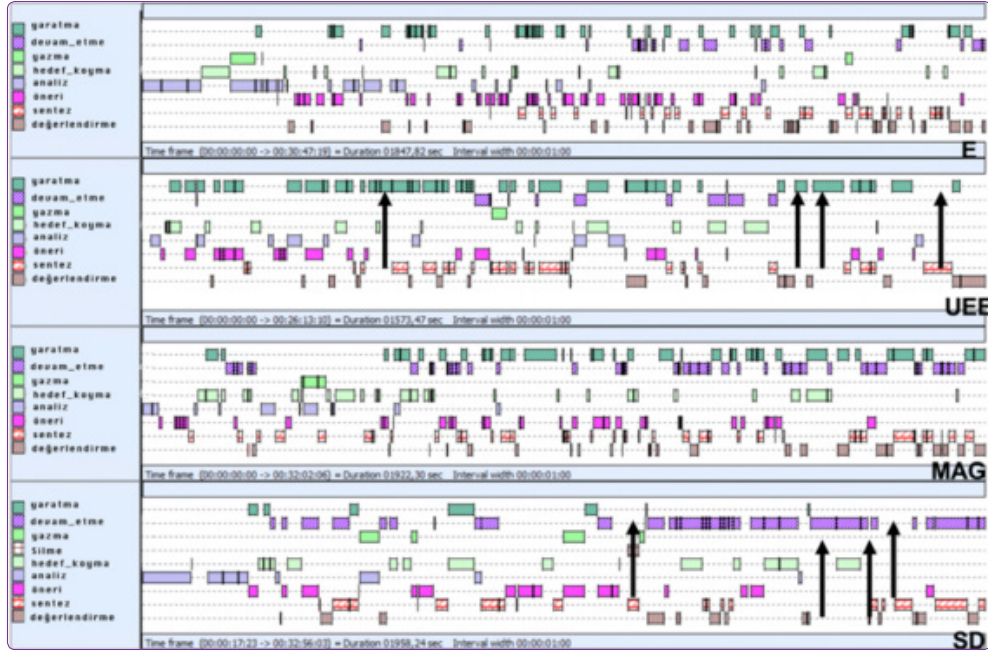 yaratma
devam_etme
yazma
hedef_koyma
analiz
öneri
sentez
değerlendirme
Time frame (00:00:00:00 -> 00:30:47:19) = Duration 01847,82 sec Interval width 00:00:01:00
E
yaratma
devam_etme
yazma
hedef_koyma
analiz
öneri
sentez
değerlendirme
Time frame (00:00:00:00 -> 00:26:13:10) = Duration 01573,47 sec Interval width 00:00:01:00
UEE
yaratma
devam_etme
yazma
hedef_koyma
analiz
öneri
sentez
değerlendirme
Time frame (00:00:00:00 -> 00:32:02:06) = Duration 01922,30 sec Interval width 00:00:01:00
MAG
yaratma
devam_etme
yazma
Silme
hedef_koyma
analiz
öneri
sentez
değerlendirme
Time frame (00:00:17:23 -> 00:32:56:03) = Duration 01958,24 sec Interval width 00:00:01:00
SD